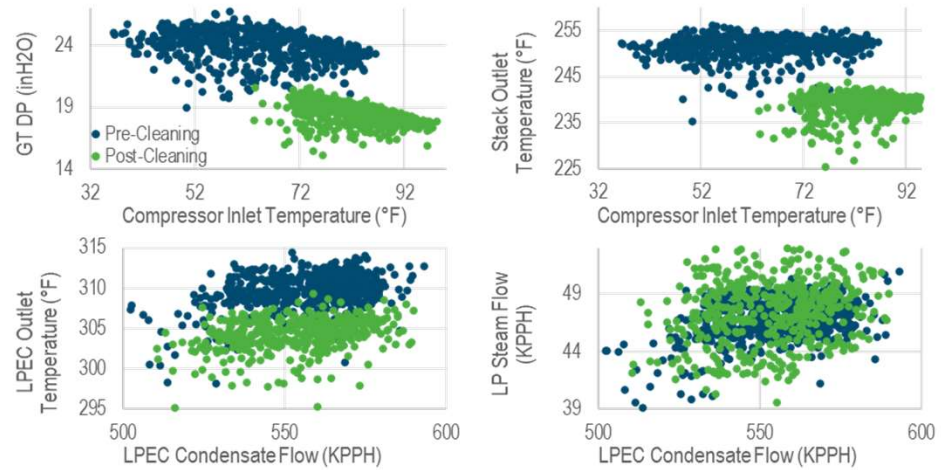 GT DP (inH2O)
24
19
14
Pre-Cleaning
Post-Cleaning
32 52 72 92
Compressor Inlet Temperature (°F)
Stack Outlet
Temperature (°F)
255
245
235
225
32 52 72 92
Compressor Inlet Temperature (°F)
LPEC Outlet
Temperature (°F)
315
310
305
300
295
500 550 600
LPEC Condensate Flow (KPPH)
LP Steam Flow
(KPPH)
49
44
39
500 550 600
LPEC Condensate Flow (KPPH)